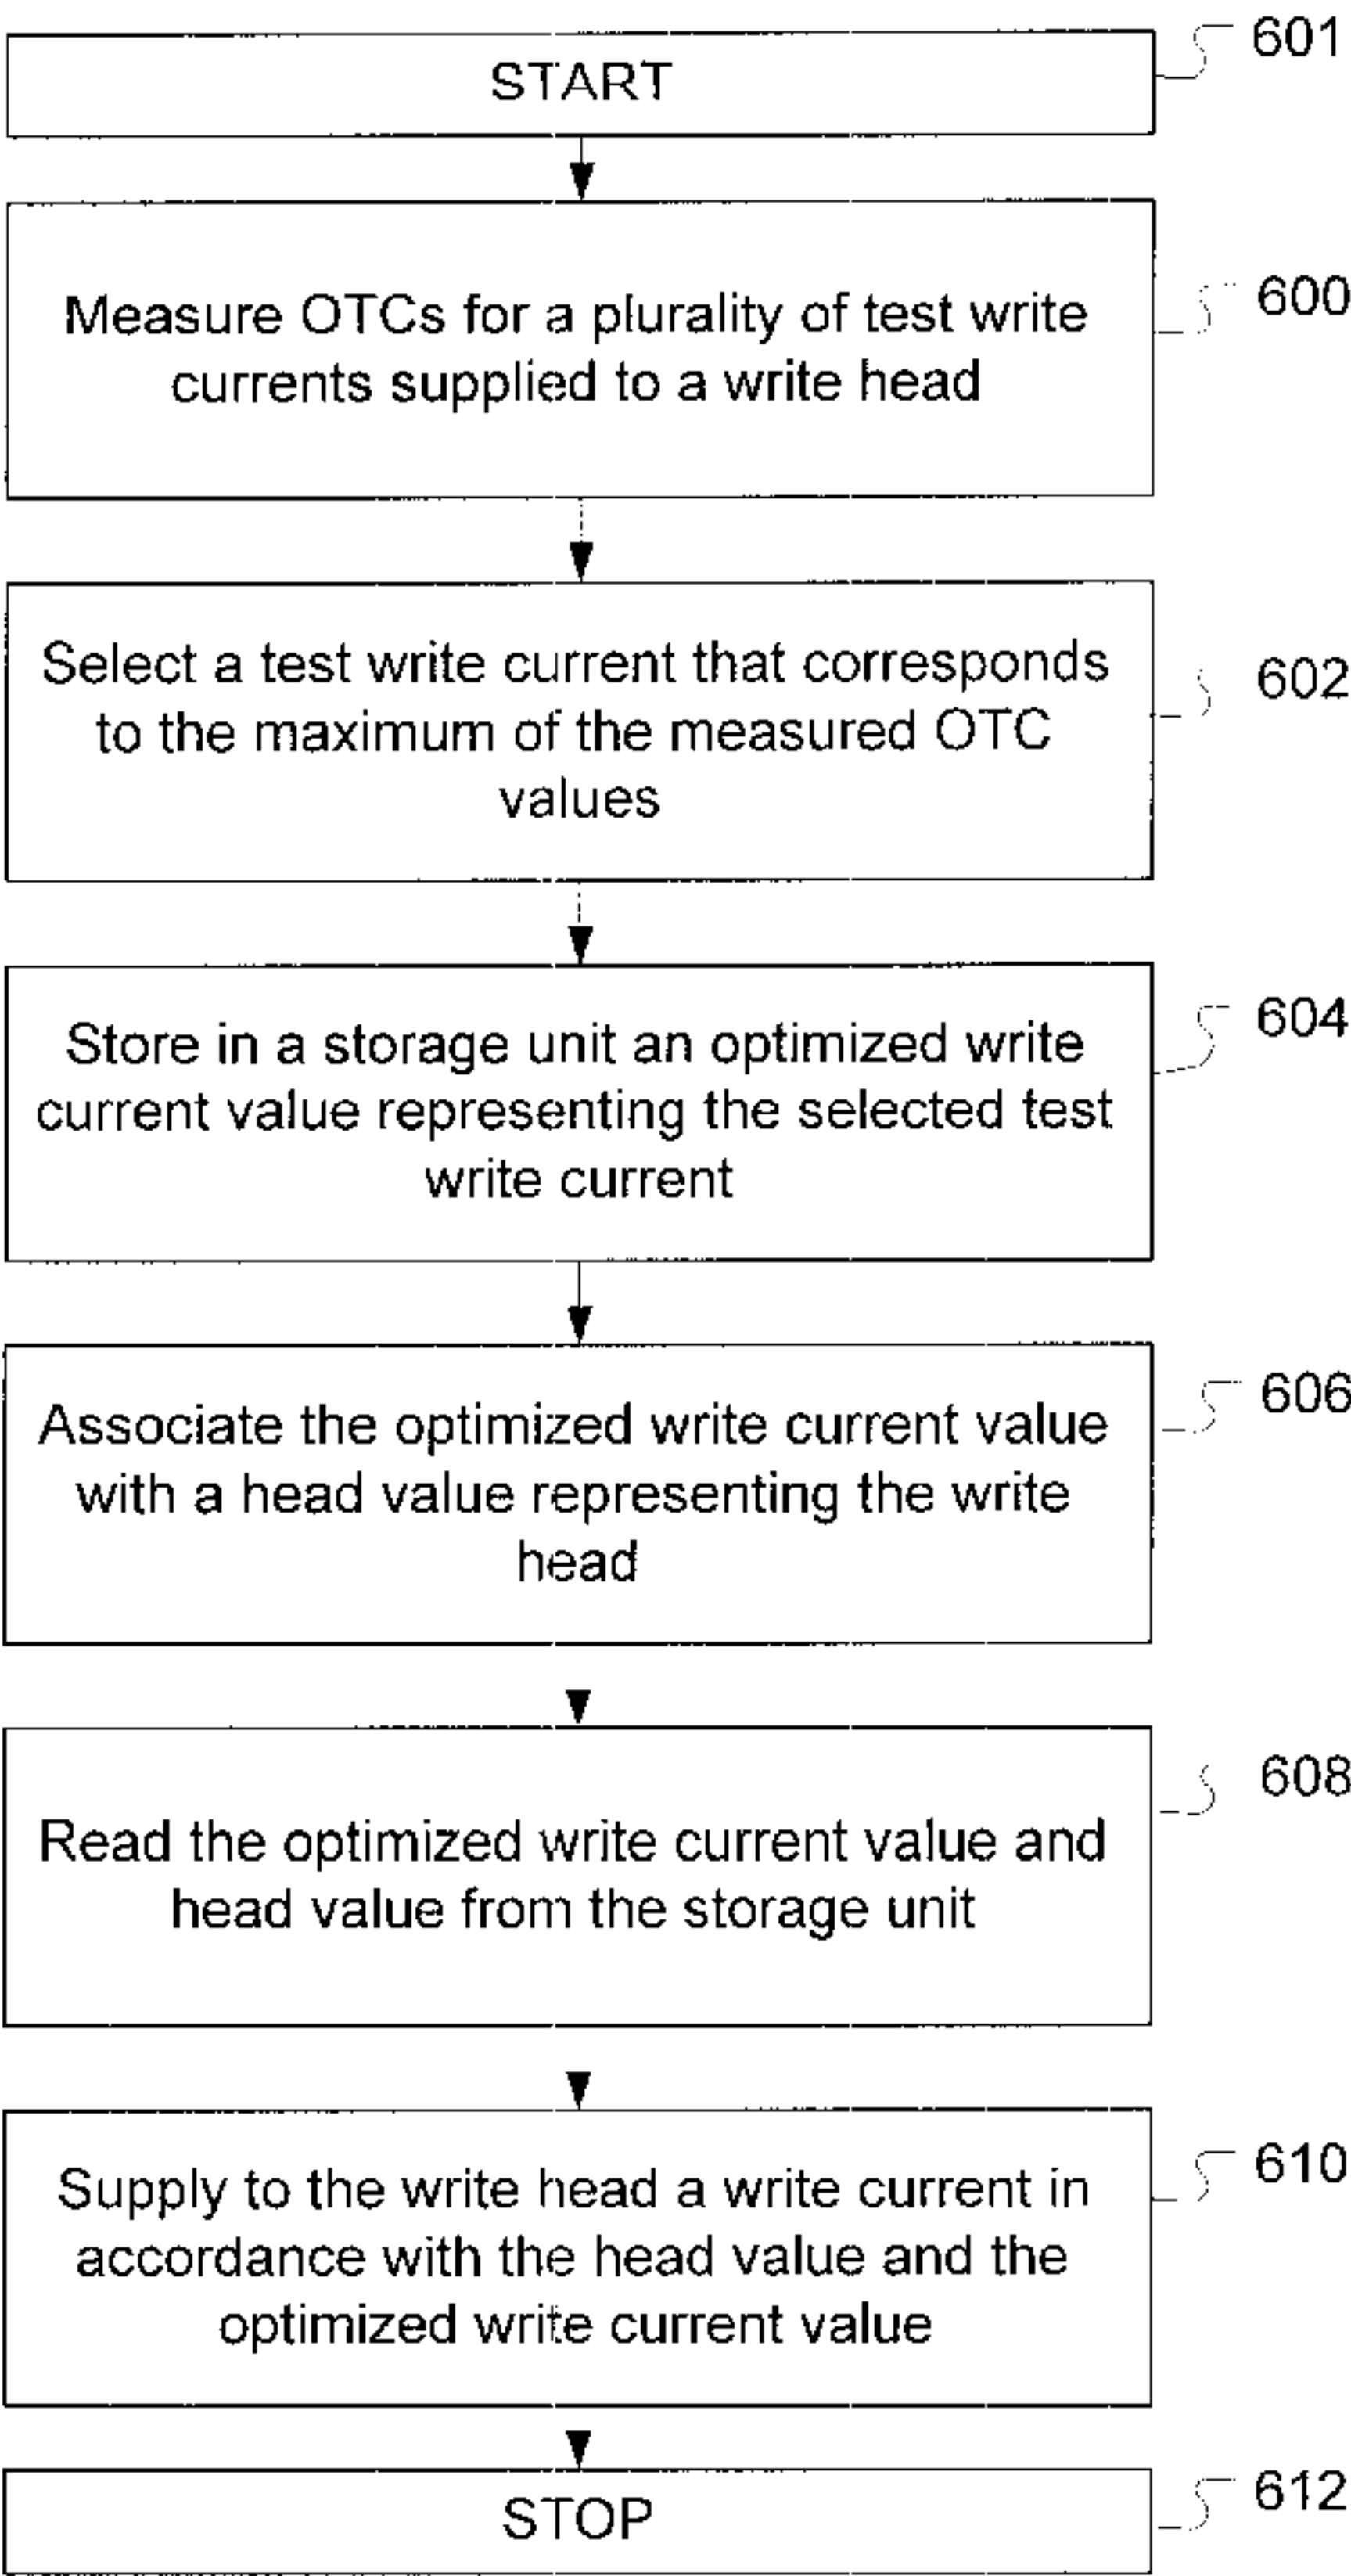 START
601
Measure OTCs for a plurality of test write
currents supplied to a write head
600
Select a test write current that corresponds
to the maximum of the measured OTC
values
602
Store in a storage unit an optimized write
current value representing the selected test
write current
604
Associate the optimized write current value
with a head value representing the write
head
606
Read the optimized write current value and
head value from the storage unit
608
Supply to the write head a write current in
accordance with the head value and the
optimized write current value
610
STOP
612